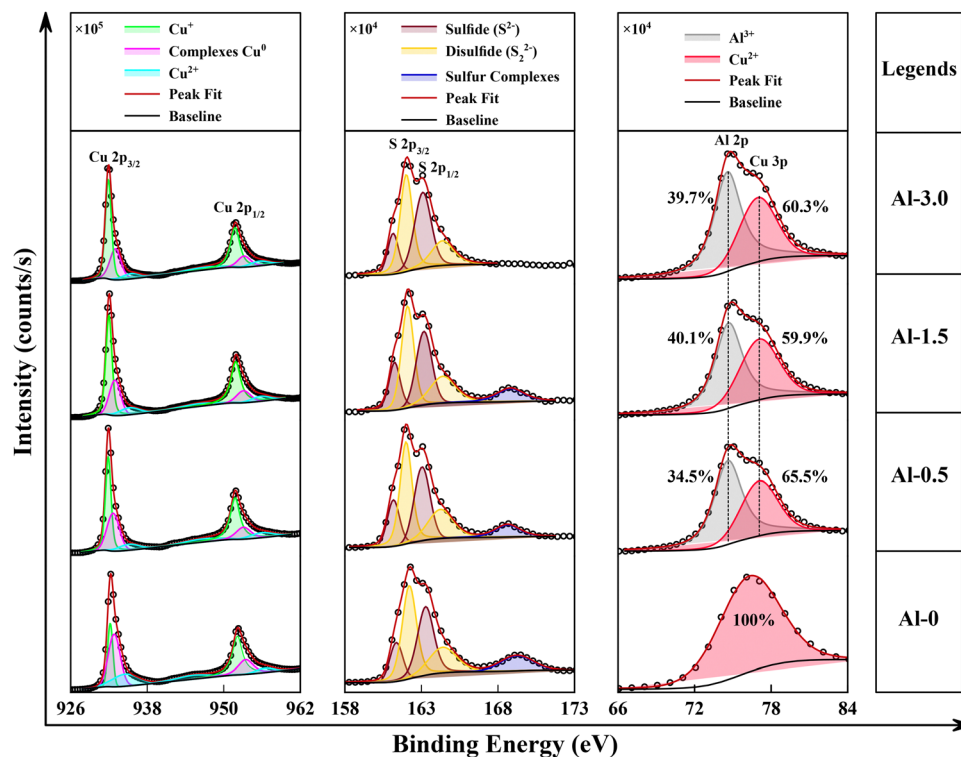 ×10⁵
Cu⁺
Complexes Cu⁰
Cu²⁺
Peak Fit
Baseline
×10⁴
Sulfide (S²⁻)
Disulfide (S₂²⁻)
Sulfur Complexes
Peak Fit
Baseline
×10⁴
Al³⁺
Cu²⁺
Peak Fit
Baseline
Legends
Cu 2p₃/₂
Cu 2p₁/₂
S 2p₃/₂
S 2p₁/₂
Al 2p
Cu 3p
39.7%
60.3%
Al-3.0
40.1%
59.9%
Al-1.5
34.5%
65.5%
Al-0.5
100%
Al-0
926 938 950 962
158 163 168 173
66 72 78 84
Intensity (counts/s)
Binding Energy (eV)